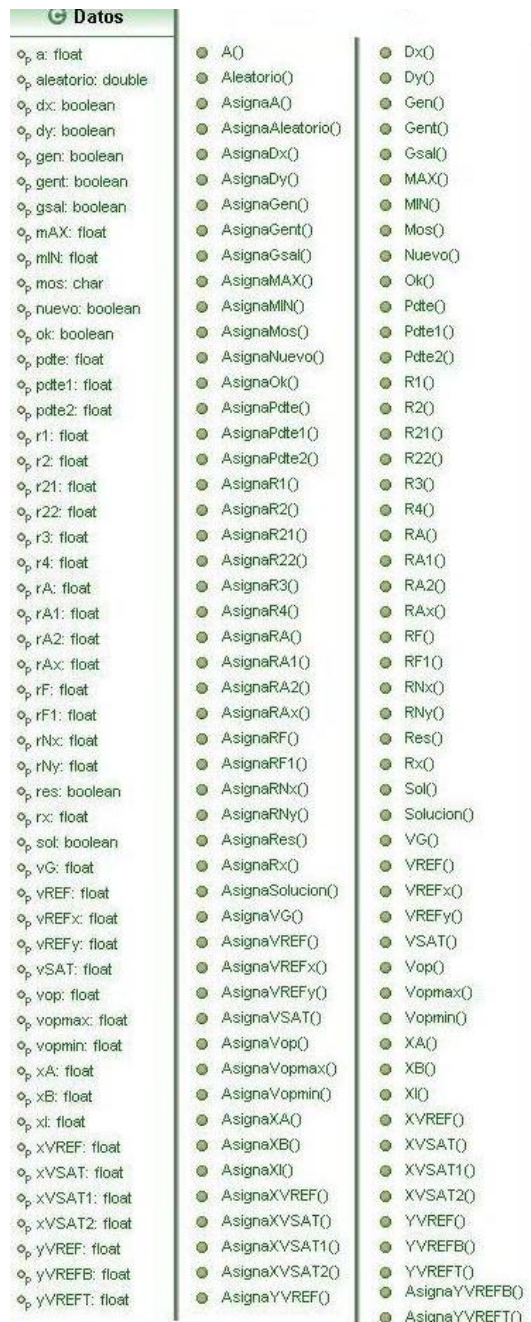 Datos
a: float
aleatorio: double
dx: boolean
dy: boolean
gen: boolean
gent: boolean
gsal: boolean
mAX: float
mIN: float
mos: char
nuevo: boolean
ok: boolean
pdte: float
pdte1: float
pdte2: float
r1: float
r2: float
r21: float
r22: float
r3: float
r4: float
rA: float
rA1: float
rA2: float
rAx: float
rF: float
rF1: float
rNx: float
rNy: float
res: boolean
rx: float
sol: boolean
vG: float
vREF: float
vREFx: float
vREFy: float
vSAT: float
vop: float
vopmax: float
vopmin: float
xA: float
xB: float
xI: float
xVREF: float
xVSAT: float
xVSAT1: float
xVSAT2: float
yVREF: float
yVREFB: float
yVREFT: float
A()
Aleatorio()
AsignaA()
AsignaAleatorio()
AsignaDx()
AsignaDy()
AsignaGen()
AsignaGent()
AsignaGsal()
AsignaMAX()
AsignaMIN()
AsignaMos()
AsignaNuevo()
AsignaOk()
AsignaPdte()
AsignaPdte1()
AsignaPdte2()
AsignaR1()
AsignaR2()
AsignaR21()
AsignaR22()
AsignaR3()
AsignaR4()
AsignaRA()
AsignaRA1()
AsignaRA2()
AsignaRAx()
AsignaRF()
AsignaRF1()
AsignaRNx()
AsignaRNy()
AsignaRes()
AsignaRx()
AsignaSolucion()
AsignaVG()
AsignaVREF()
AsignaVREFx()
AsignaVREFy()
AsignaVSAT()
AsignaVop()
AsignaVopmax()
AsignaVopmin()
AsignaXA()
AsignaXB()
AsignaXI()
AsignaXVREF()
AsignaXVSAT()
AsignaXVSAT1()
AsignaXVSAT2()
AsignaYVREF()
Dx()
Dy()
Gen()
Gent()
Gsal()
MAX()
MIN()
Mos()
Nuevo()
Ok()
Pdte()
Pdte1()
Pdte2()
R1()
R2()
R21()
R22()
R3()
R4()
RA()
RA1()
RA2()
RAx()
RF()
RF1()
RNx()
RNy()
Res()
Rx()
Sol()
Solucion()
VG()
VREF()
VREFx()
VREFy()
VSAT()
Vop()
Vopmax()
Vopmin()
XA()
XB()
XI()
XVREF()
XVSAT()
XVSAT1()
XVSAT2()
YVREF()
YVREFB()
YVREFT()
AsignaYVREFB()
AsignaYVREFT()